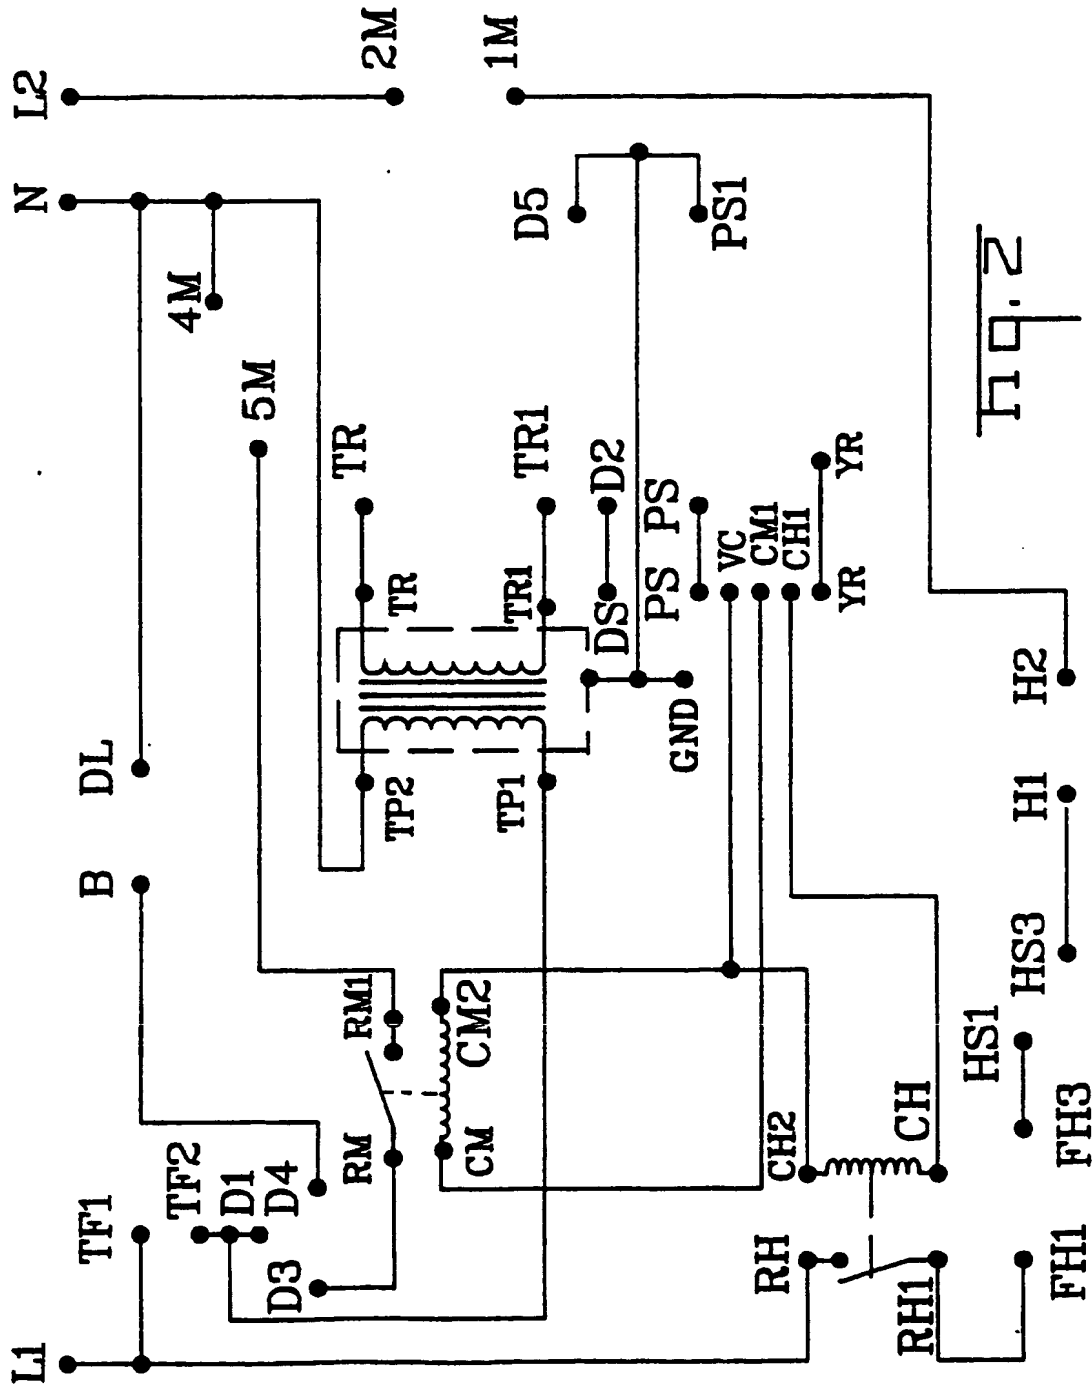 L1
N
L2
TF1
B
DL
TF2
D1
D4
4M
5M
2M
1M
D3
RM
RM1
CM
CM2
TP2
TP1
TR
TR
TR1
TR1
D5
PS1
DS
D2
PS
PS
GND
VC
CM1
CH1
YR
YR
RH
CH2
RH1
CH
FH1
FH3
HS1
HS3
H1
H2
Fig. 2